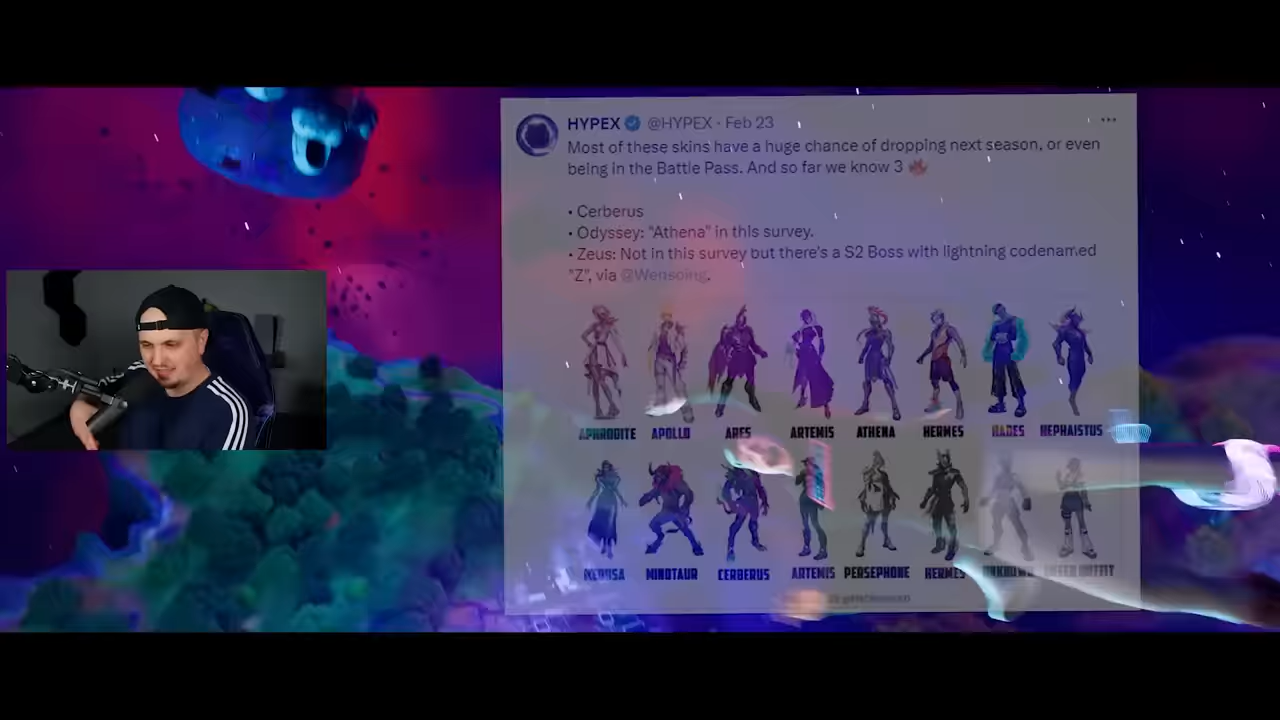 HYPEX @HYPEX · Feb 23
Most of these skins have a huge chance of dropping next season, or even
being in the Battle Pass. And so far we know 3
• Cerberus
• Odyssey: "Athena" in this survey.
• Zeus: Not in this survey but there's a S2 Boss with lightning codenamed
"Z", via @Wensoing.
APHRODITE APOLLO ARES ARTEMIS ATHENA HERMES HADES HEPHAISTUS
MEDUSA MINOTAUR CERBERUS ARTEMIS PERSEPHONE HERMES